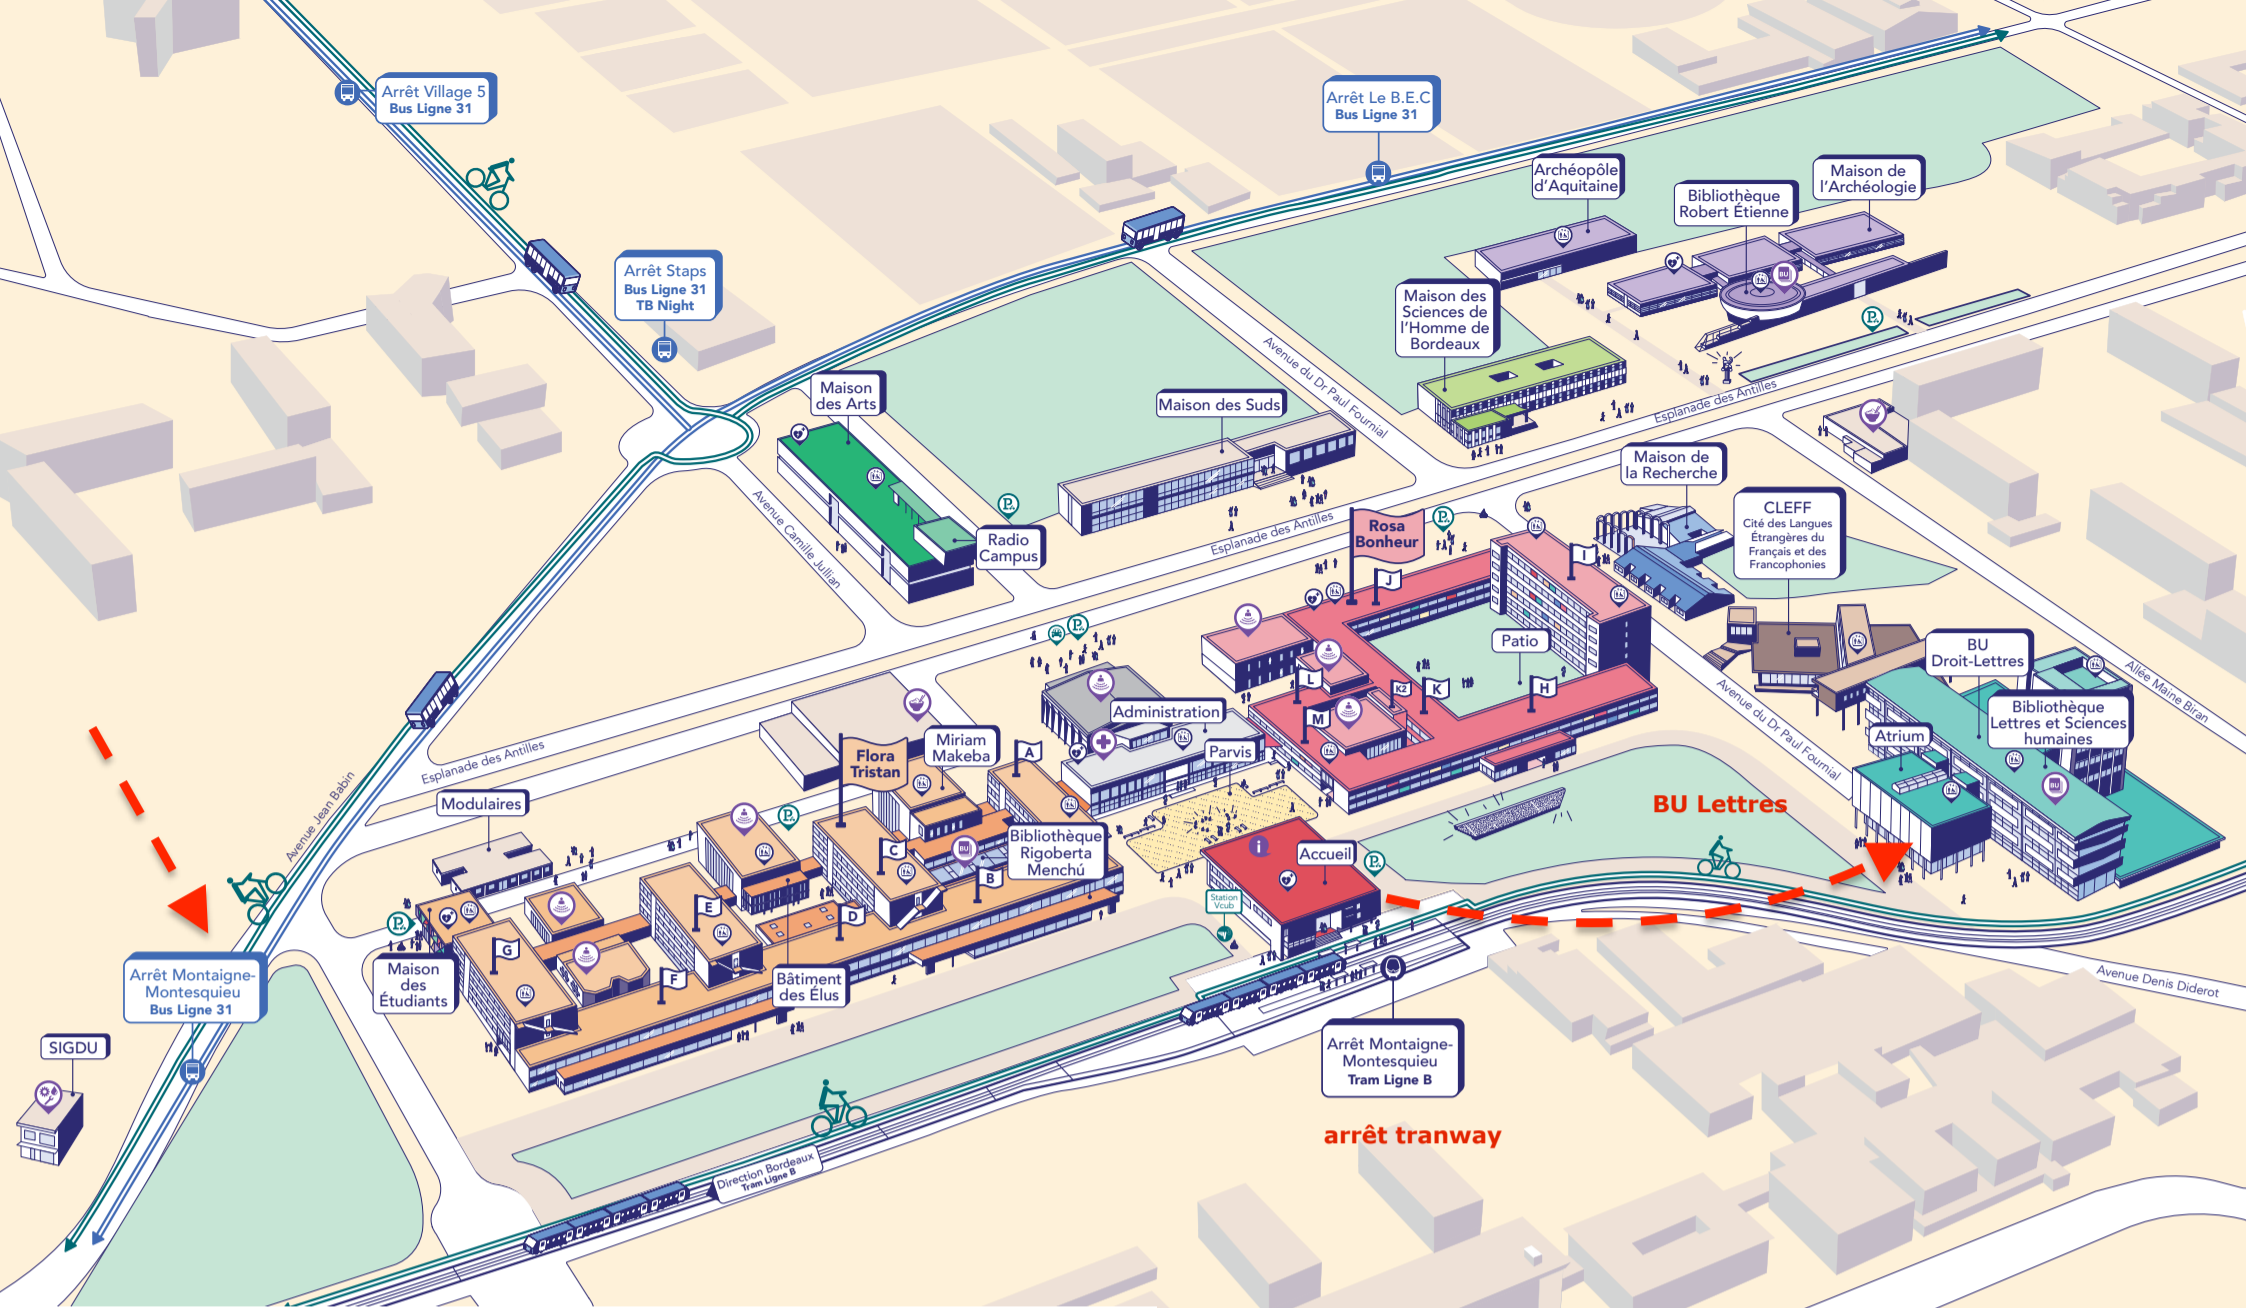 Arrêt Village 5
Bus Ligne 31
Arrêt Le B.E.C
Bus Ligne 31
Archéopôle
d'Aquitaine
Maison de
l'Archéologie
Bibliothèque
Robert Étienne
BU
Arrêt Staps
Bus Ligne 31
TB Night
Maison des
Sciences de
l'Homme de
Bordeaux
P
Avenue du Dr Paul Fournial
Esplanade des Antilles
Maison
des Arts
Maison des Suds
Maison de
la Recherche
P
Radio
Campus
Avenue Camille Jullian
Esplanade des Antilles
Rosa
Bonheur
P
CLEFF
Cité des Langues
Étrangères du
Français et des
Francophonies
I
J
P
Patio
BU
Droit-Lettres
L
K2
K
H
M
Avenue du Dr Paul Fournial
Allée Maine Biran
Bibliothèque
Lettres et Sciences
humaines
BU
Atrium
Administration
Parvis
Esplanade des Antilles
Flora
Tristan
Miriam
Makeba
A
Modulaires
P
Avenue Jean Babin
Bibliothèque
Rigoberta
Menchú
BU
C
B
i
Accueil
P
BU Lettres
Station
Vcub
E
D
P
G
F
Maison
des
Étudiants
Bâtiment
des Élus
Arrêt Montaigne-
Montesquieu
Bus Ligne 31
SIGDU
Avenue Denis Diderot
Arrêt Montaigne-
Montesquieu
Tram Ligne B
arrêt tranway
Direction Bordeaux
Tram Ligne B